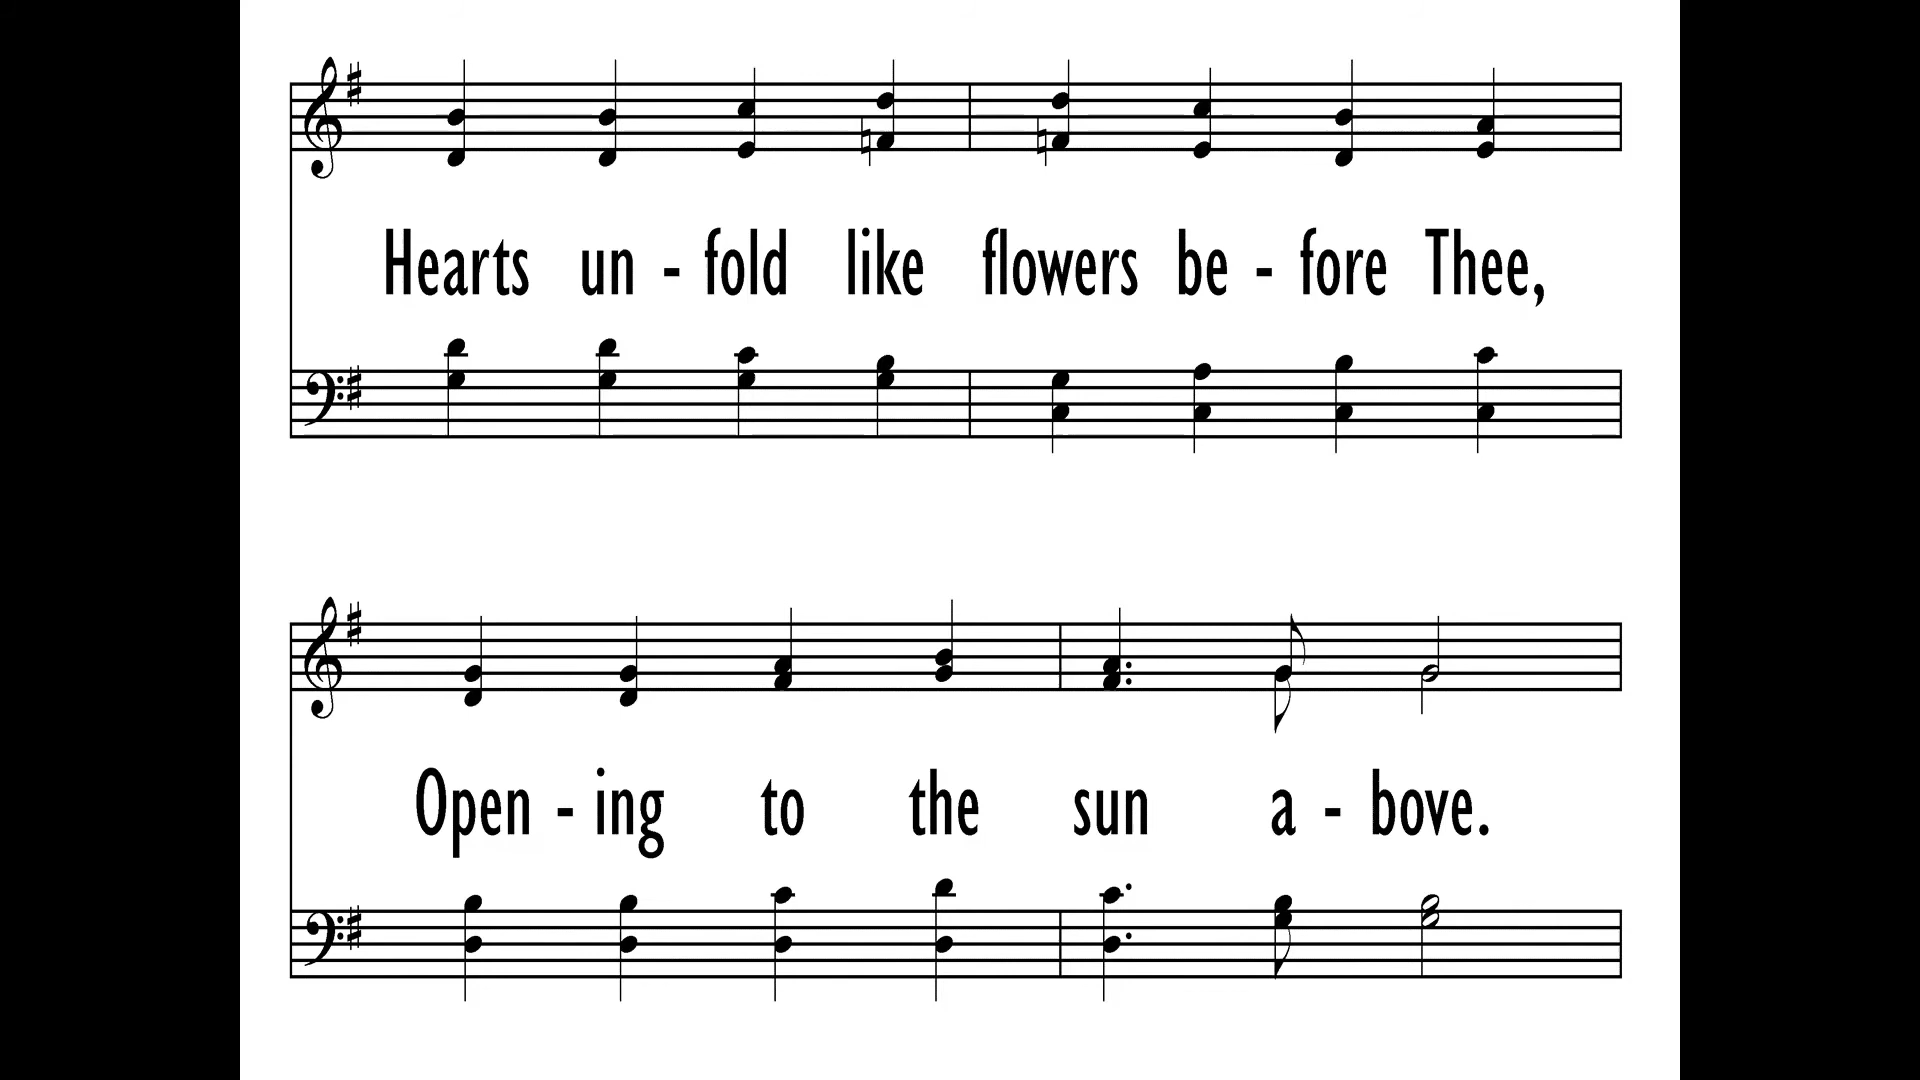 Hearts un - fold like flowers be - fore Thee,
Open - ing to the sun a - bove.